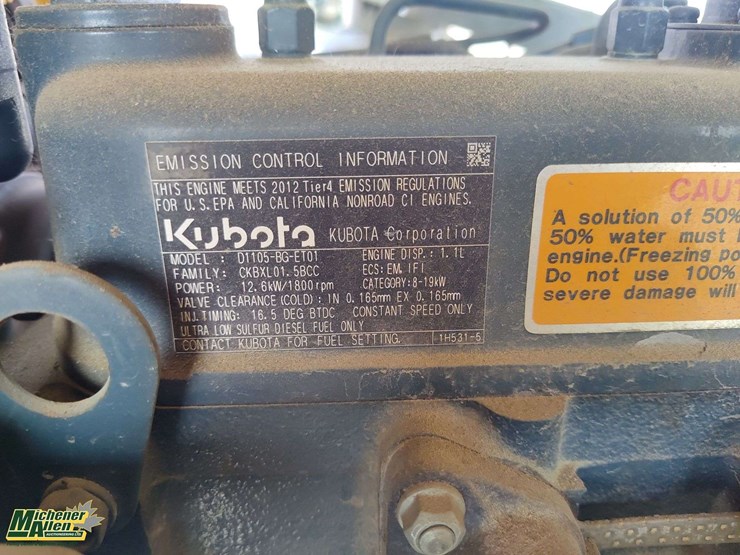 EMISSION CONTROL INFORMATION
THIS ENGINE MEETS 2012 Tier4 EMISSION REGULATIONS
FOR U.S.EPA AND CALIFORNIA NONROAD CI ENGINES.
Kubota KUBOTA Corporation
MODEL: D1105-BG-ET01 ENGINE DISP.: 1.1L
FAMILY: CKBXL01.5BCC ECS: EM, IFI
POWER: 12.6kW/1800rpm CATEGORY: 8-19kW
VALVE CLEARANCE (COLD): IN 0.165mm EX 0.165mm
INJ. TIMING: 16.5 DEG BTDC CONSTANT SPEED ONLY
ULTRA LOW SULFUR DIESEL FUEL ONLY
CONTACT KUBOTA FOR FUEL SETTING. 1H531-5
CAUT
A solution of 50%
50% water must b
engine.(Freezing po
Do not use 100%
severe damage will
Michener Allen
AUCTIONEERING LTD